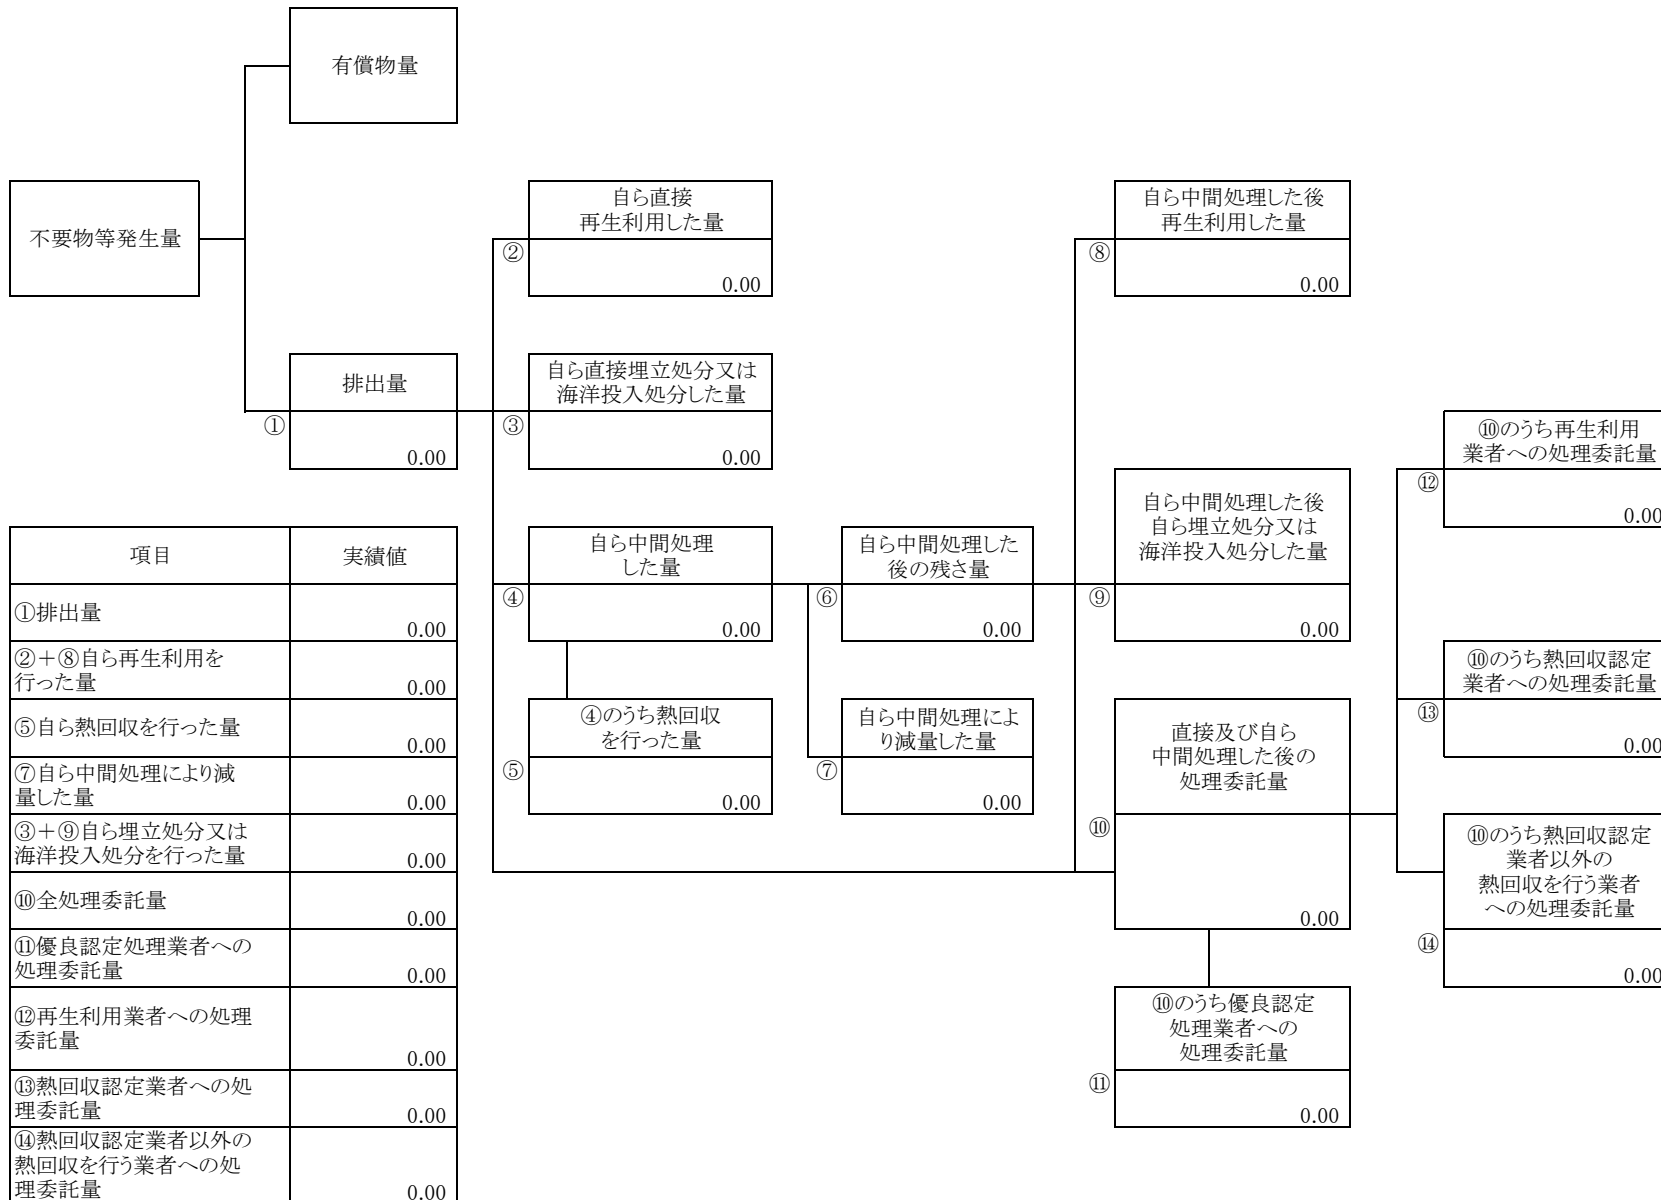 有償物量
不要物等発生量
自ら直接
再生利用した量
②
0.00
自ら中間処理した後
再生利用した量
⑧
0.00
排出量
①
0.00
自ら直接埋立処分又は
海洋投入処分した量
③
0.00
⑩のうち再生利用
業者への処理委託量
⑫
0.00
自ら中間処理
した量
④
0.00
自ら中間処理した
後の残さ量
⑥
0.00
自ら中間処理した後
自ら埋立処分又は
海洋投入処分した量
⑨
0.00
⑩のうち熱回収認定
業者への処理委託量
⑬
0.00
④のうち熱回収
を行った量
⑤
0.00
自ら中間処理によ
り減量した量
⑦
0.00
直接及び自ら
中間処理した後の
処理委託量
⑩
0.00
⑩のうち熱回収認定
業者以外の
熱回収を行う業者
への処理委託量
⑭
0.00
⑩のうち優良認定
処理業者への
処理委託量
⑪
0.00
項目 実績値
①排出量
0.00
②+⑧自ら再生利用を
行った量
0.00
⑤自ら熱回収を行った量
0.00
⑦自ら中間処理により減
量した量
0.00
③+⑨自ら埋立処分又は
海洋投入処分を行った量
0.00
⑩全処理委託量
0.00
⑪優良認定処理業者への
処理委託量
0.00
⑫再生利用業者への処理
委託量
0.00
⑬熱回収認定業者への処
理委託量
0.00
⑭熱回収認定業者以外の
熱回収を行う業者への処
理委託量
0.00